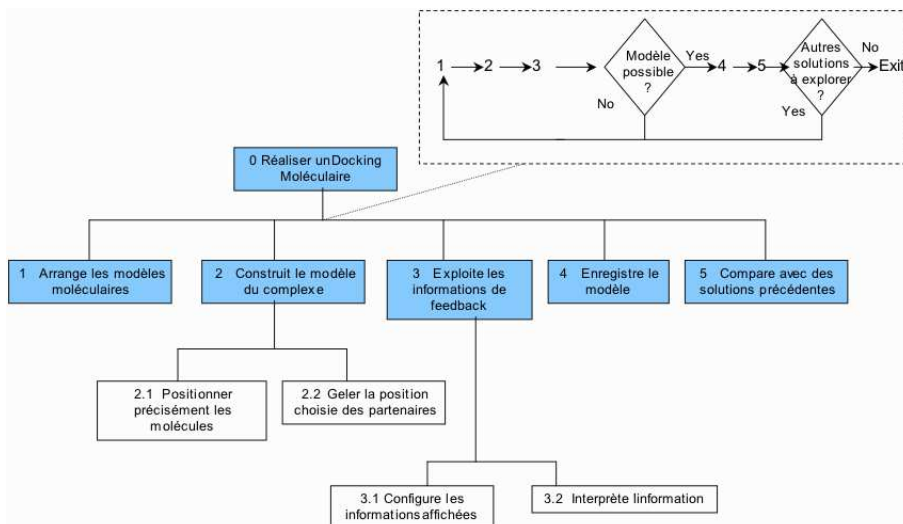 Modèle
possible
?
Autres
solutions
à explorer
?
1 2 3 Yes 4 5 No Exit
No Yes
0 Réaliser un Docking
Moléculaire
1 Arrange les modèles
moléculaires
2 Construit le modèle
du complexe
3 Exploite les
informations de
feedback
4 Enregistre le
modèle
5 Compare avec des
solutions précédentes
2.1 Positionner
précisément les
molécules
2.2 Geler la position
choisie des partenaires
3.1 Configure les
informations affichées
3.2 Interprète linformation